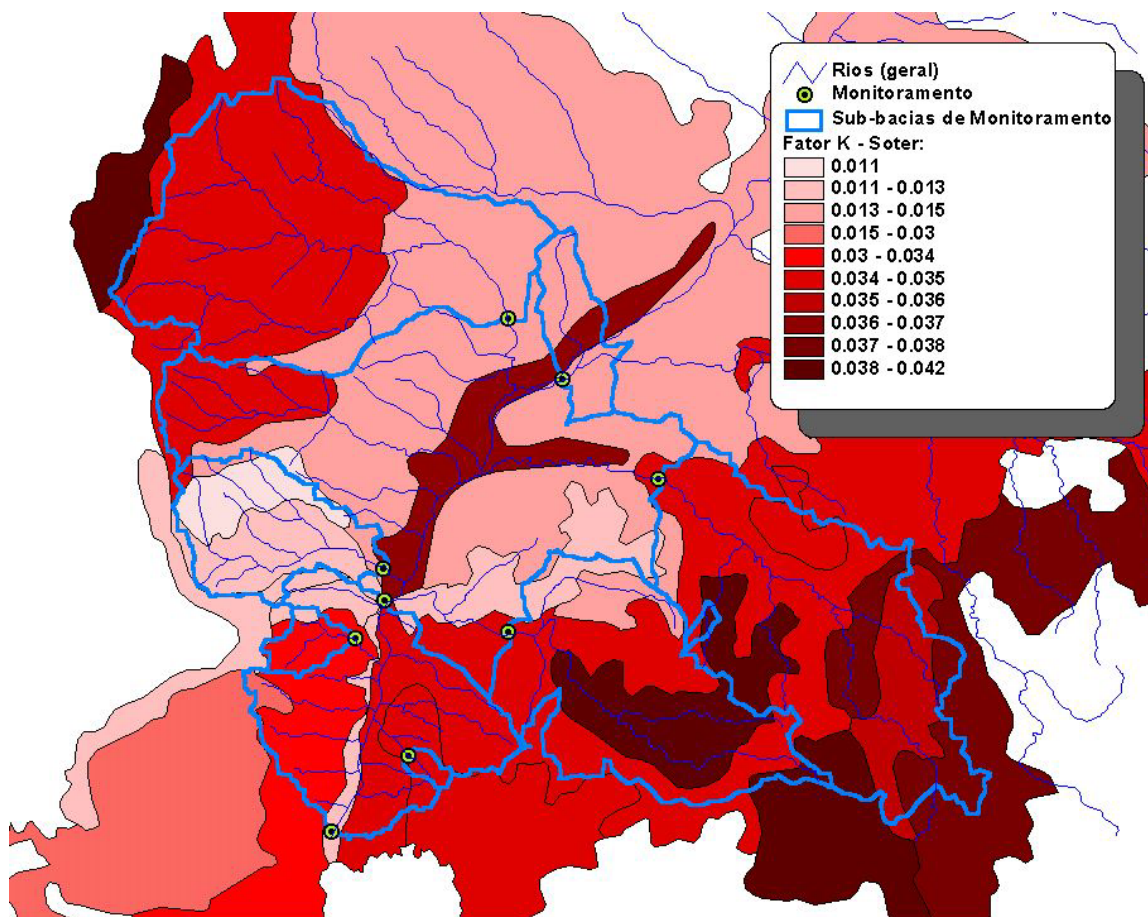 Rios (geral)
Monitoramento
Sub-bacias de Monitoramento
Fator K - Soter:
0.011
0.011 - 0.013
0.013 - 0.015
0.015 - 0.03
0.03 - 0.034
0.034 - 0.035
0.035 - 0.036
0.036 - 0.037
0.037 - 0.038
0.038 - 0.042